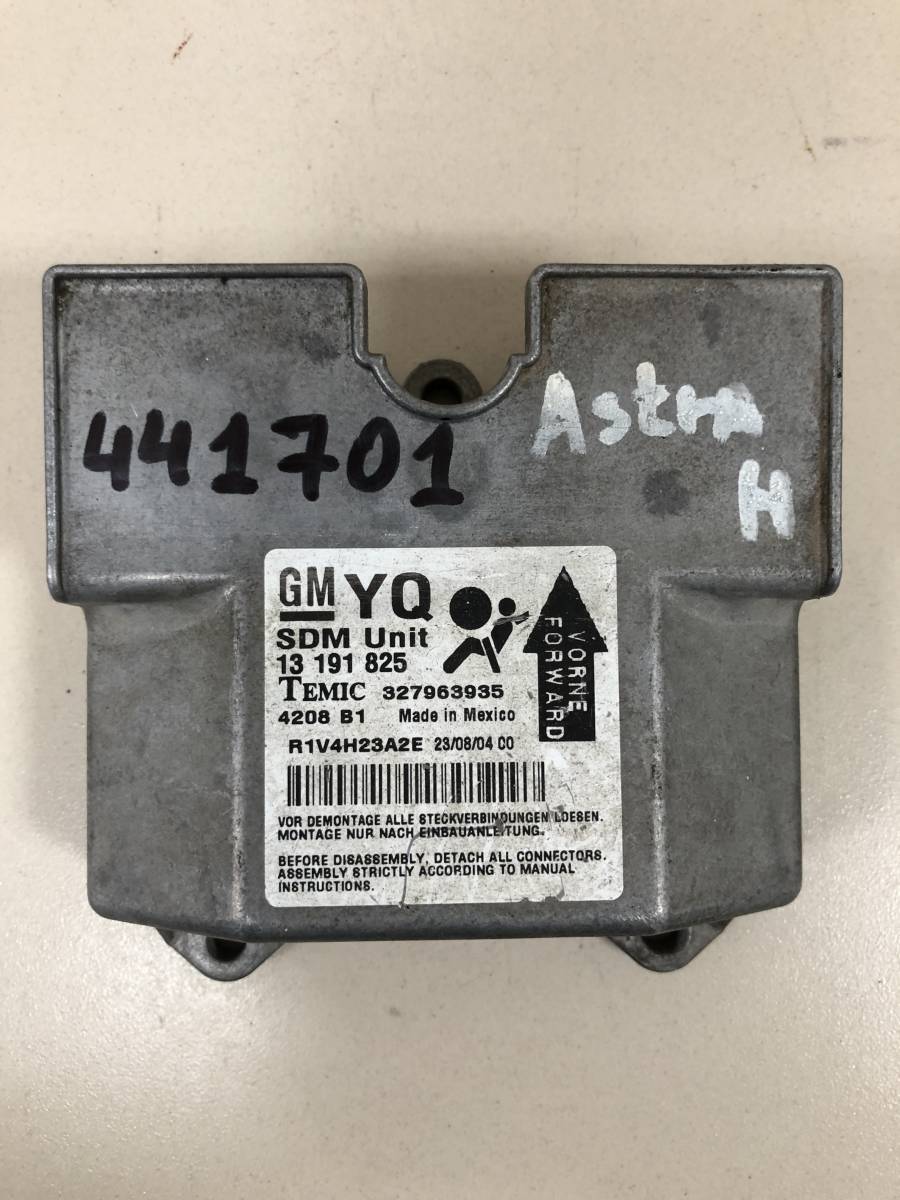 441701
Astra
H
GM YQ
SDM Unit
13 191 825
TEMIC 327963935
4208 B1 Made in Mexico
R1V4H23A2E 23/08/04 00
VORNE
FORWARD
VOR DEMONTAGE ALLE STECKVERBINDUNGEN LOESEN.
MONTAGE NUR NACH EINBAUANLEITUNG.
BEFORE DISASSEMBLY, DETACH ALL CONNECTORS.
ASSEMBLY STRICTLY ACCORDING TO MANUAL
INSTRUCTIONS.